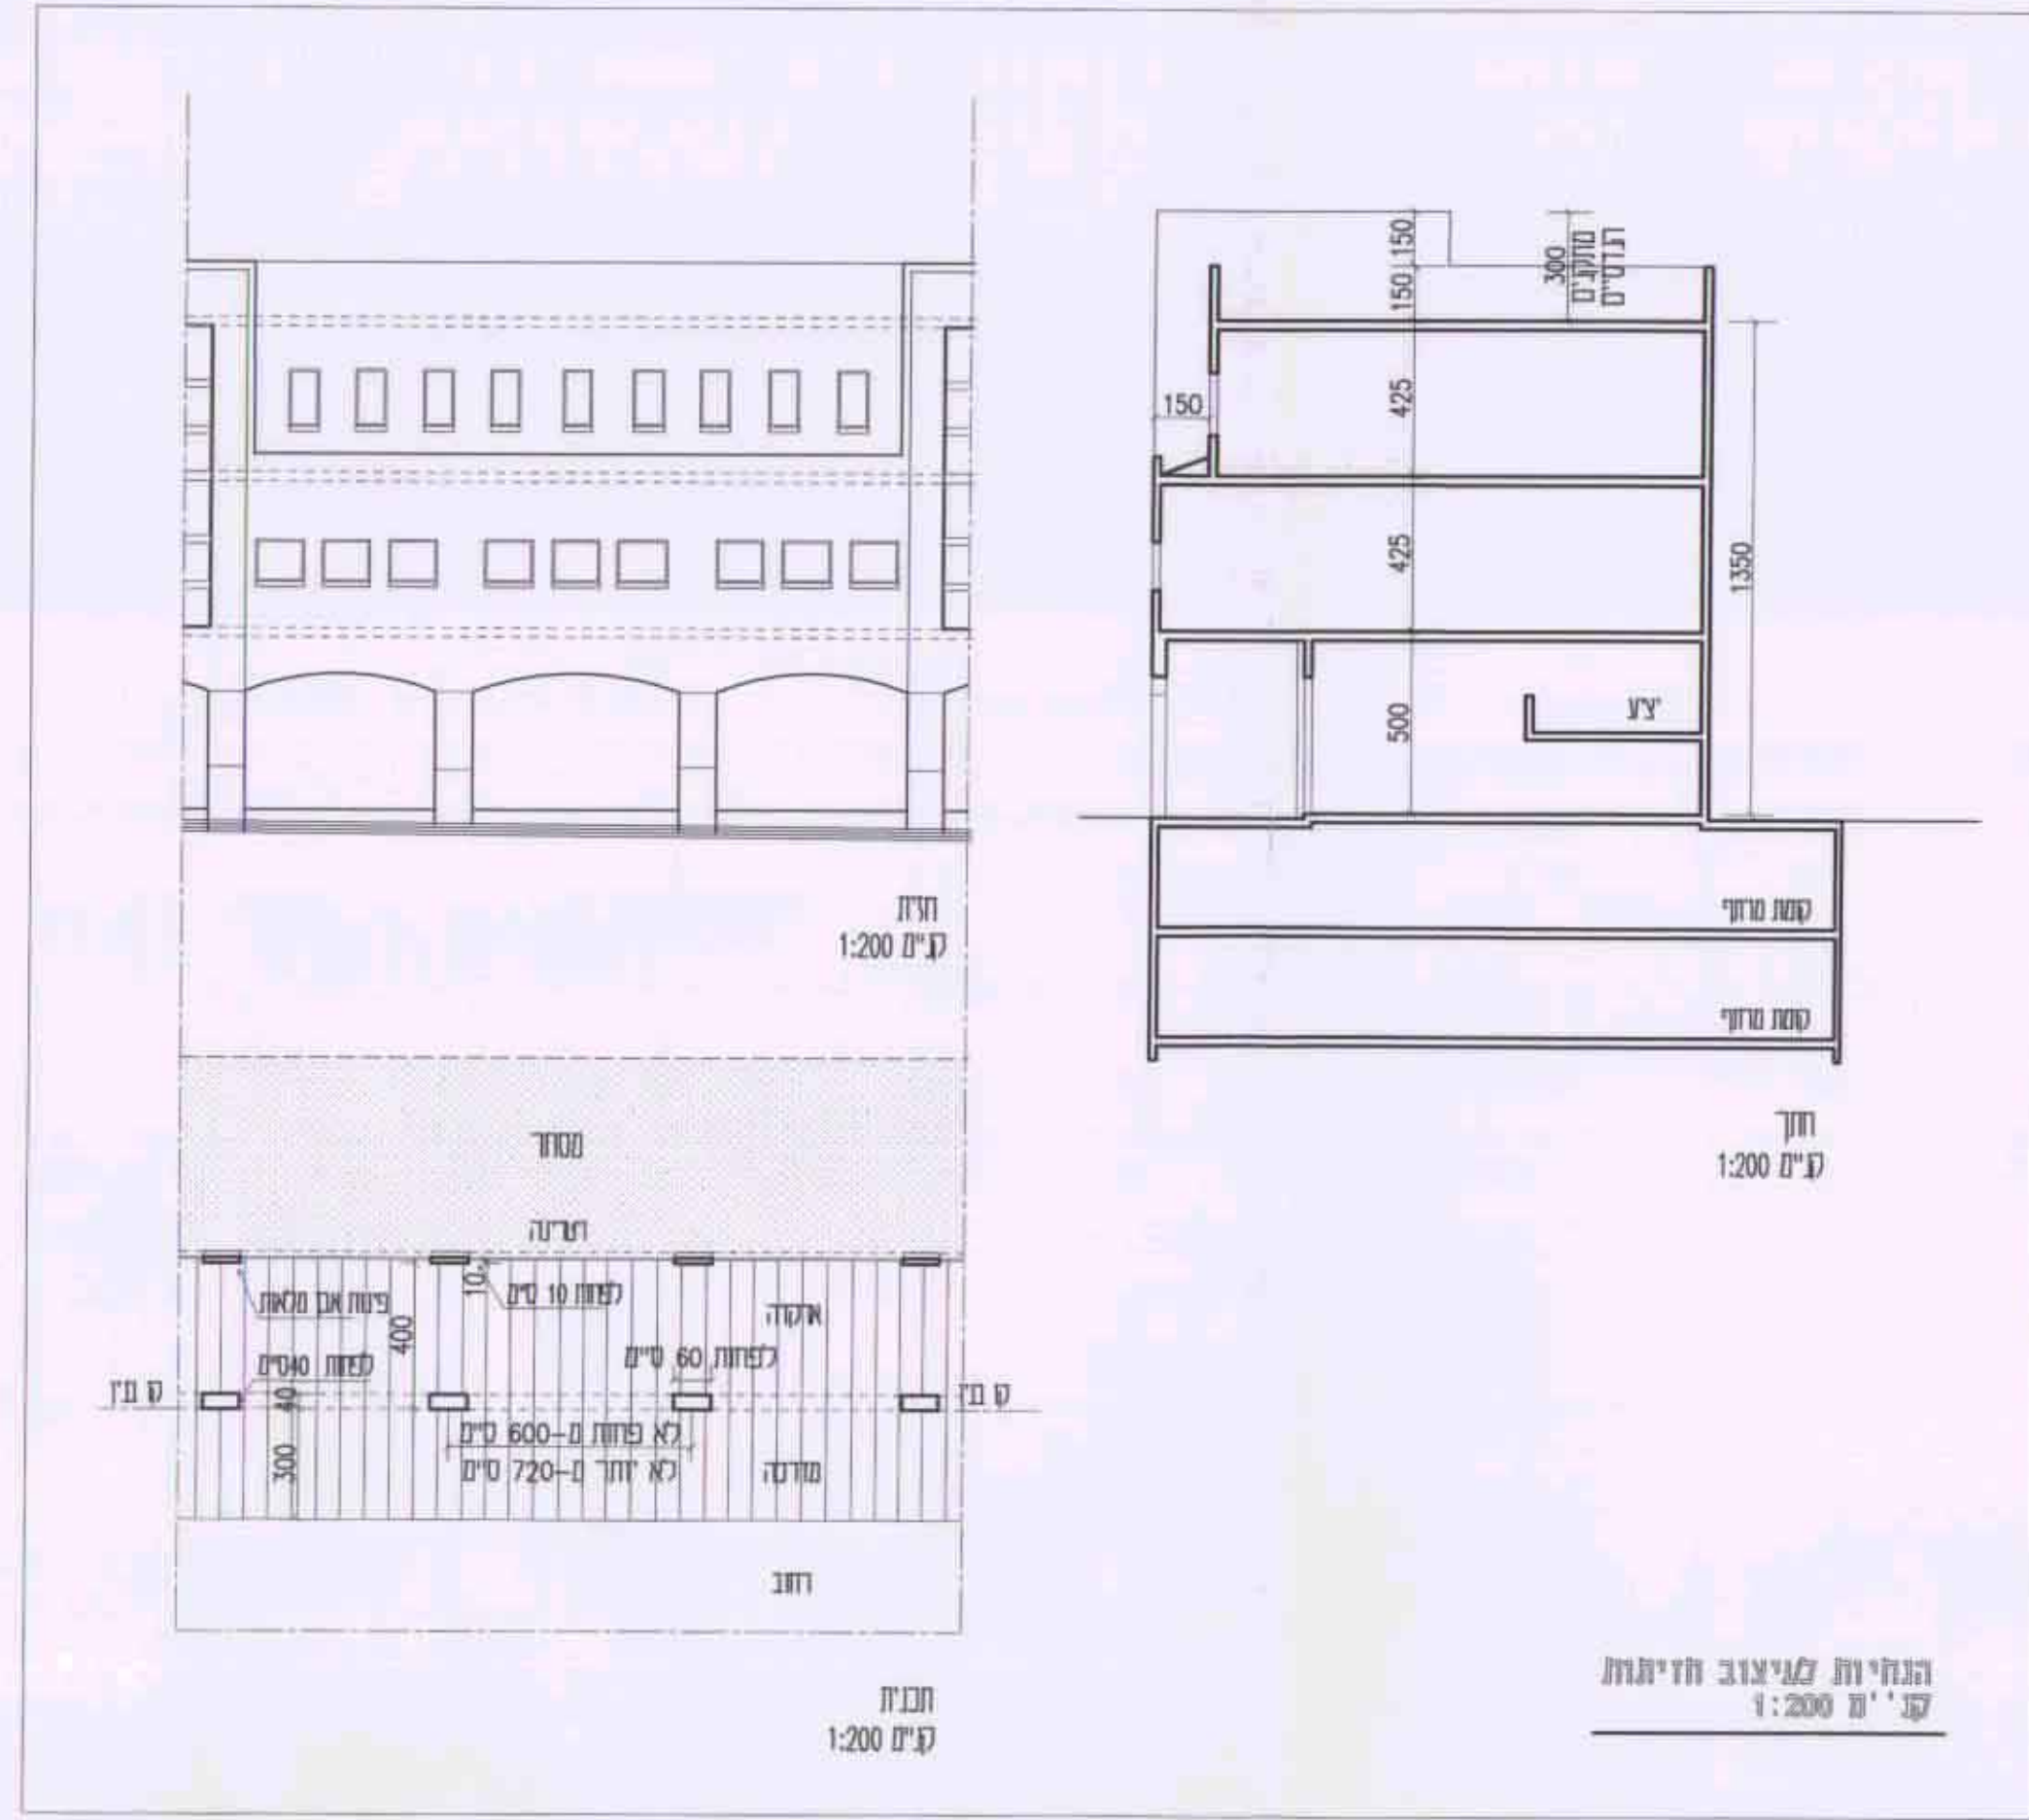 150
150
300
מתקנים
הנדסיים
425
150
425
1350
500
יציע
חזית
קנ"מ 1:200
קומת מרתף
קומת מרתף
חתך
קנ"מ 1:200
מסחר
ויטרינה
פינות אבן מלאות
400
10
לפחות 10 ס"מ
ארקדה
לפחות 40 ס"מ
לפחות 60 ס"מ
קו בנין
40
קו בנין
לא פחות מ-600 ס"מ
לא יותר מ-720 ס"מ
300
מדרכה
רחוב
תכנית
קנ"מ 1:200
הנחיות לעיצוב חזיתות
קנ''מ 1:200